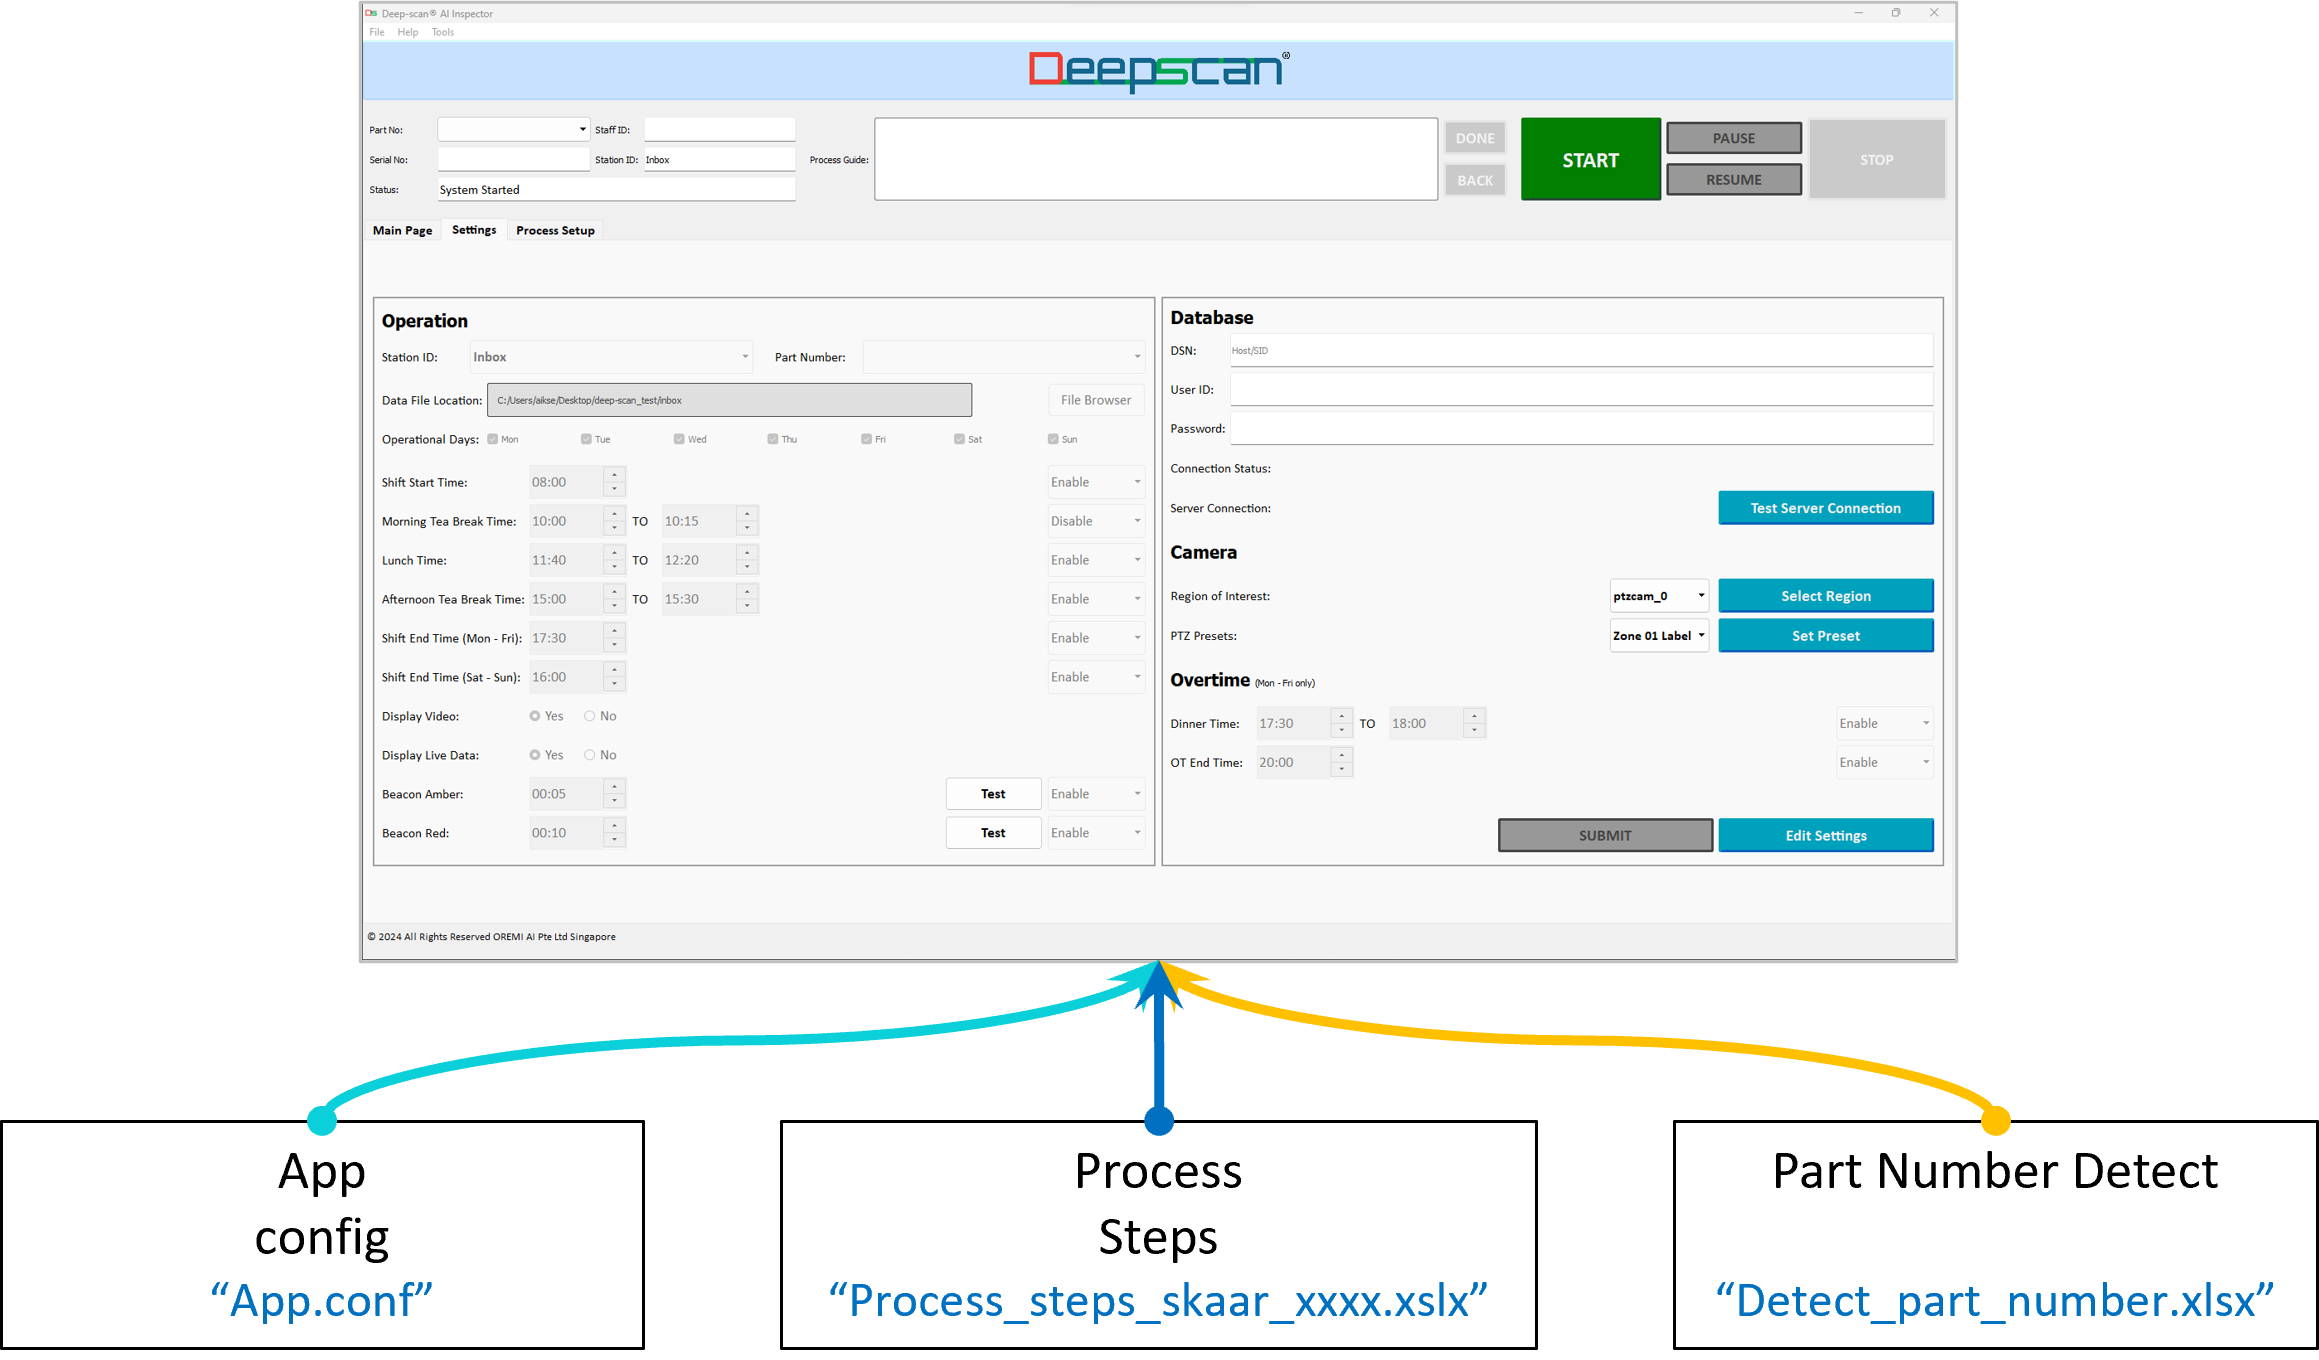 Deep-scan® AI Inspector
File Help Tools
Deepscan®
Part No: Staff ID:
Serial No: Station ID: Inbox
Status: System Started
Process Guide:
DONE
BACK
START
PAUSE
RESUME
STOP
Main Page Settings Process Setup
Operation
Station ID: Inbox Part Number:
Data File Location: C:/Users/aikse/Desktop/deep-scan_test/inbox File Browser
Operational Days: Mon Tue Wed Thu Fri Sat Sun
Shift Start Time: 08:00 Enable
Morning Tea Break Time: 10:00 TO 10:15 Disable
Lunch Time: 11:40 TO 12:20 Enable
Afternoon Tea Break Time: 15:00 TO 15:30 Enable
Shift End Time (Mon - Fri): 17:30 Enable
Shift End Time (Sat - Sun): 16:00 Enable
Display Video: Yes No
Display Live Data: Yes No
Beacon Amber: 00:05 Test Enable
Beacon Red: 00:10 Test Enable
Database
DSN: Host/SID
User ID:
Password:
Connection Status:
Server Connection: Test Server Connection
Camera
Region of Interest: ptzcam_0 Select Region
PTZ Presets: Zone 01 Label Set Preset
Overtime (Mon - Fri only)
Dinner Time: 17:30 TO 18:00 Enable
OT End Time: 20:00 Enable
SUBMIT Edit Settings
© 2024 All Rights Reserved OREMI AI Pte Ltd Singapore
App
config
“App.conf”
Process
Steps
“Process_steps_skaar_xxxx.xslx”
Part Number Detect
“Detect_part_number.xlsx”